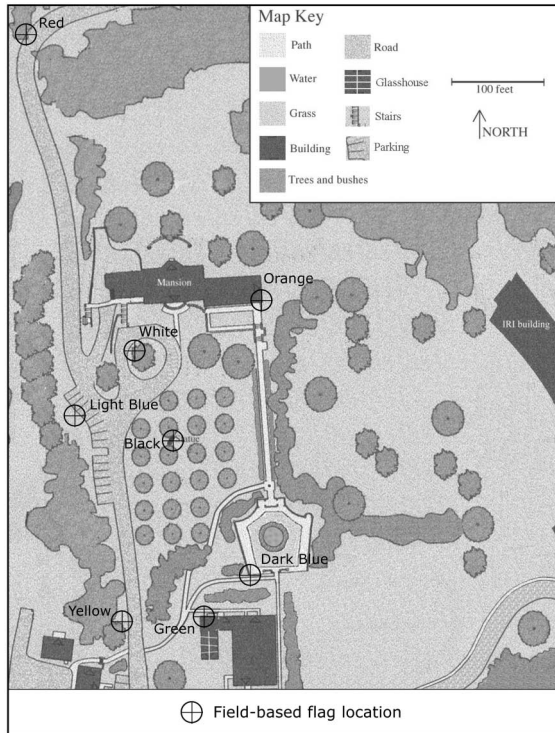 Red
Map Key
Path
Road
Water
Glasshouse
Grass
Stairs
Building
Parking
Trees and bushes
100 feet
NORTH
Mansion
Orange
IRI building
White
Light Blue
Black
Dark Blue
Yellow
Green
Field-based flag location